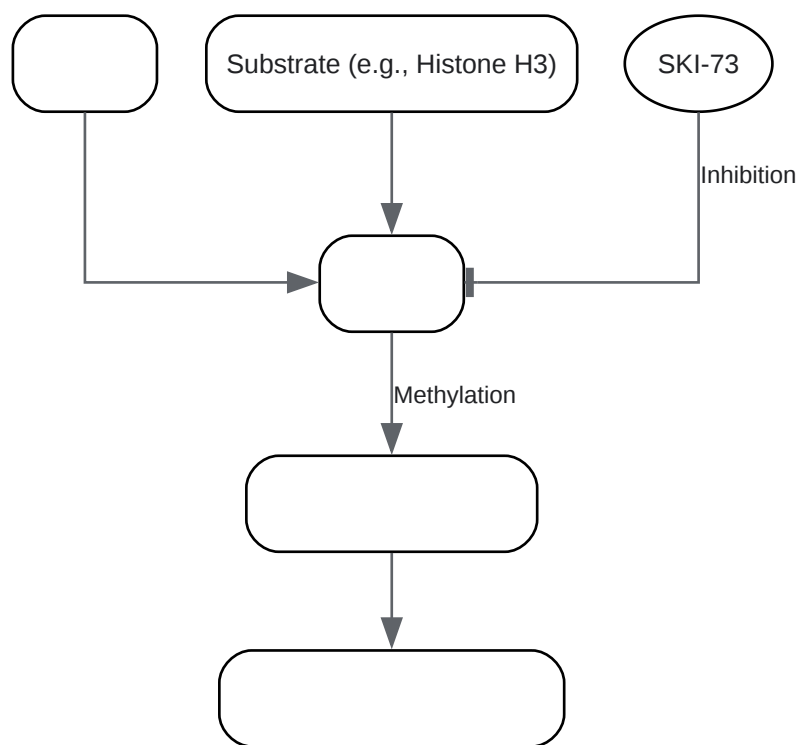 Substrate (e.g., Histone H3)
SKI-73
Inhibition
Methylation